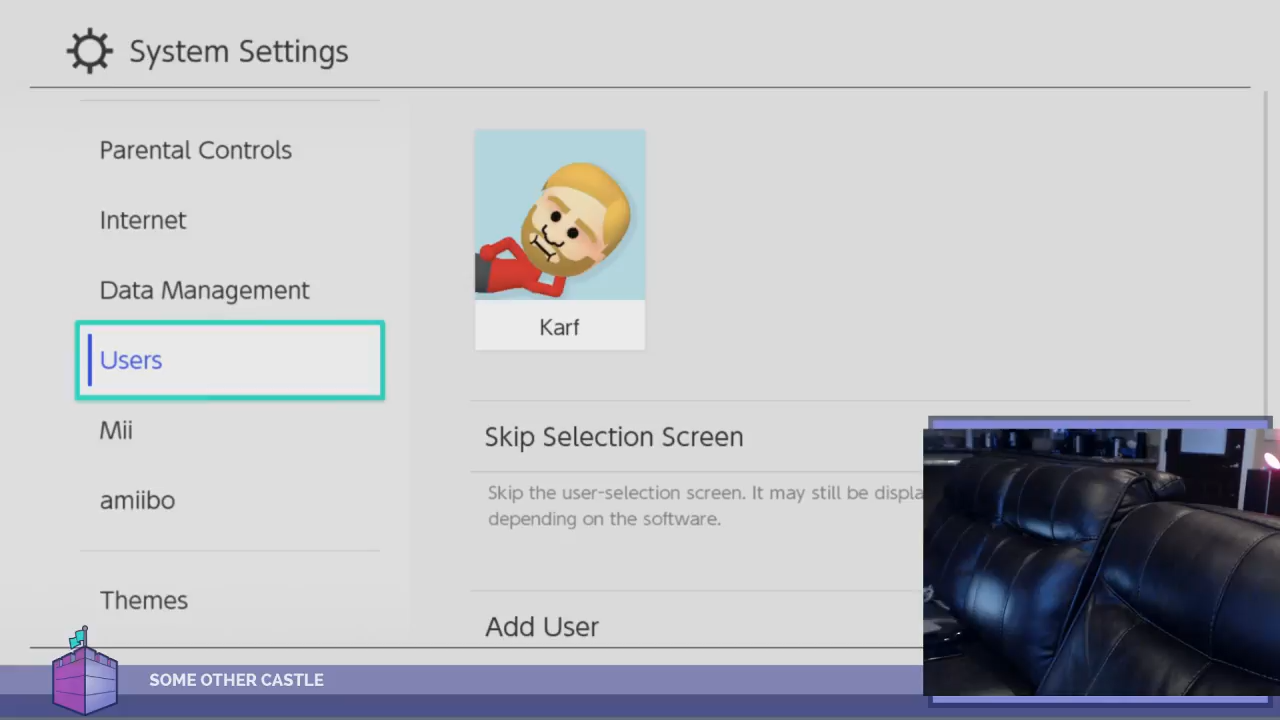 System Settings
Parental Controls
Internet
Data Management
Users
Mii
amiibo
Themes
Karf
Skip Selection Screen
Skip the user-selection screen. It may still be
depending on the software.
Add User
SOME OTHER CASTLE